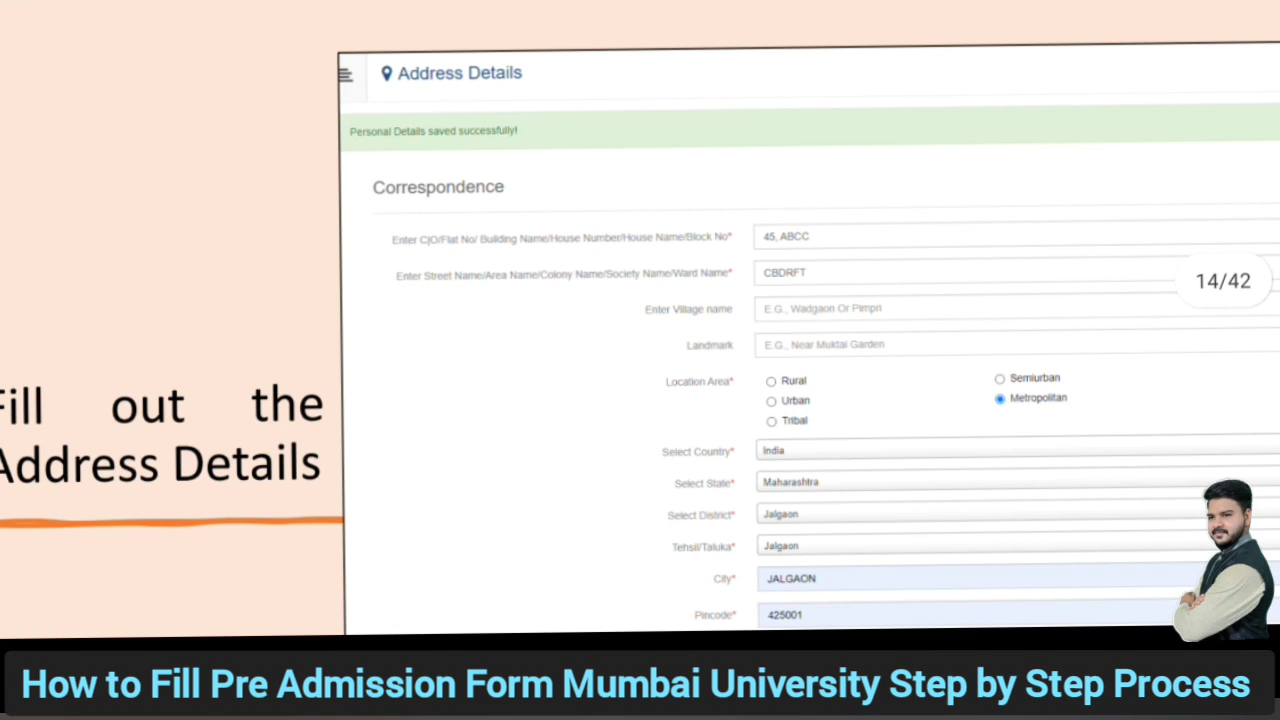 Address Details
Personal Details saved successfully!
Correspondence
Enter C|O/Flat No/ Building Name/House Number/House Name/Block No* 45, ABCC
Enter Street Name/Area Name/Colony Name/Society Name/Ward Name* CBDRFT
14/42
Enter Village name E.G., Wadgaon Or Pimpri
Landmark E.G., Near Muktai Garden
Location Area* Rural Semiurban
Urban Metropolitan
Tribal
Select Country* India
Select State* Maharashtra
Select District* Jalgaon
Tehsil/Taluka* Jalgaon
City* JALGAON
Pincode* 425001
Fill out the
Address Details
How to Fill Pre Admission Form Mumbai University Step by Step Process